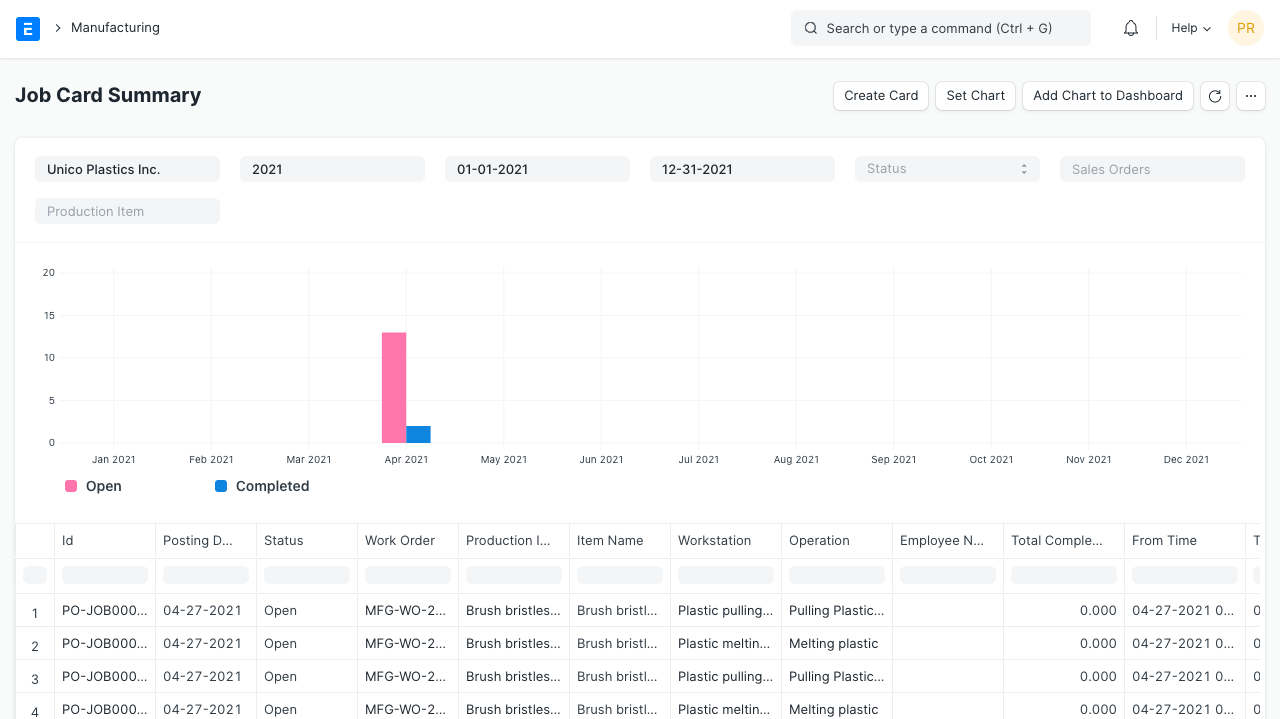 E Manufacturing Search or type a command (Ctrl + G) Help PR
Job Card Summary Create Card Set Chart Add Chart to Dashboard ...
Unico Plastics Inc. 2021 01-01-2021 12-31-2021 Status Sales Orders
Production Item
20
15
10
5
0
Jan 2021 Feb 2021 Mar 2021 Apr 2021 May 2021 Jun 2021 Jul 2021 Aug 2021 Sep 2021 Oct 2021 Nov 2021 Dec 2021
Open Completed
Id Posting D... Status Work Order Production I... Item Name Workstation Operation Employee N... Total Comple... From Time T
1 PO-JOB000... 04-27-2021 Open MFG-WO-2... Brush bristles... Brush bristl... Plastic pulling... Pulling Plastic... 0.000 04-27-2021 0... 0
2 PO-JOB000... 04-27-2021 Open MFG-WO-2... Brush bristles... Brush bristl... Plastic meltin... Melting plastic 0.000 04-27-2021 0... 0
3 PO-JOB000... 04-27-2021 Open MFG-WO-2... Brush bristles... Brush bristl... Plastic pulling... Pulling Plastic... 0.000 04-27-2021 0... 0
4 PO-JOB000... 04-27-2021 Open MFG-WO-2... Brush bristles... Brush bristl... Plastic meltin... Melting plastic 0.000 04-27-2021 0... 0